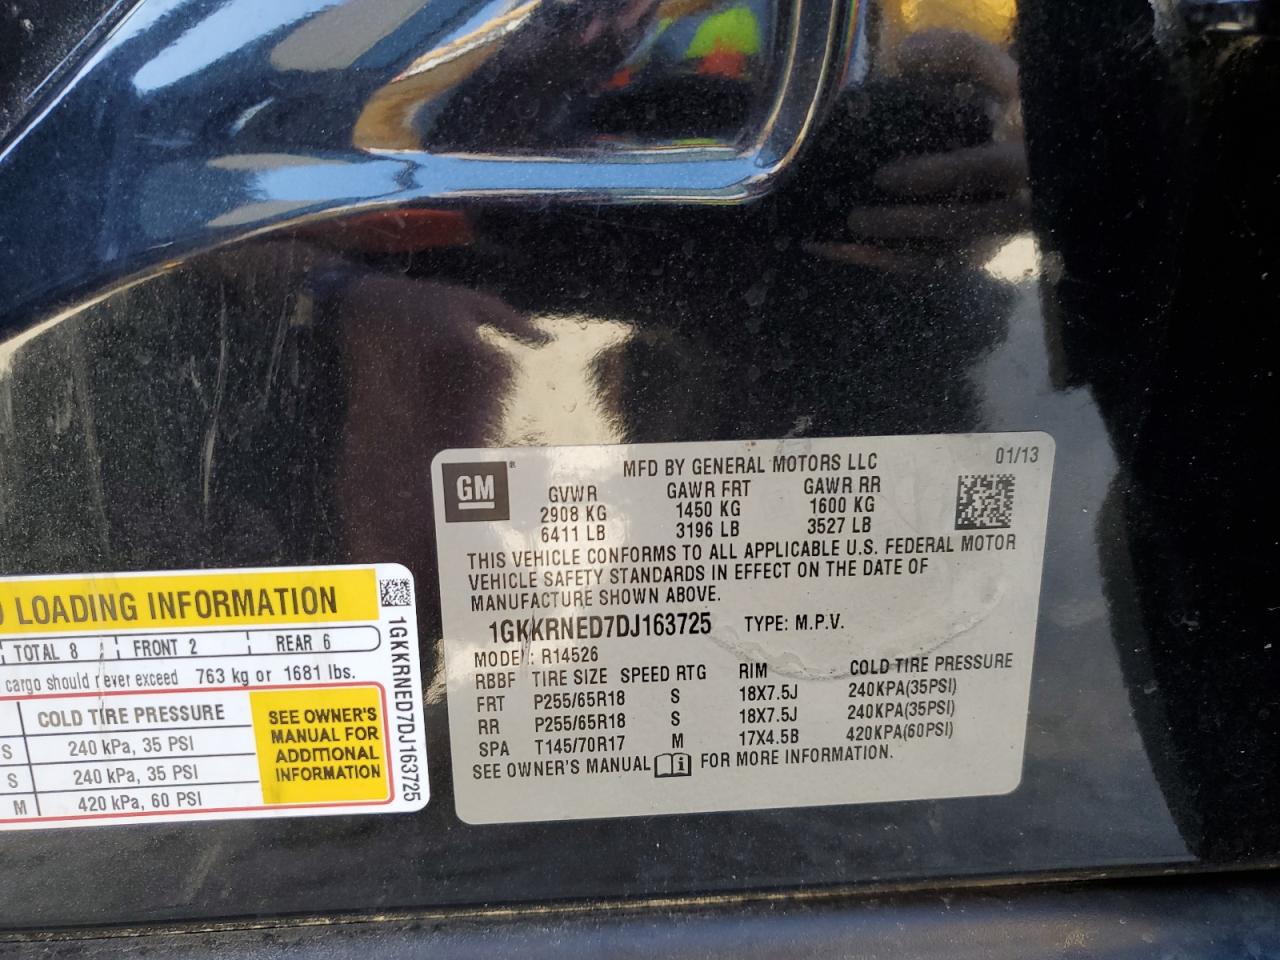 LOADING INFORMATION
TOTAL 8 FRONT 2 REAR 6
cargo should never exceed 763 kg or 1681 lbs.
COLD TIRE PRESSURE
S 240 kPa, 35 PSI
S 240 kPa, 35 PSI
M 420 kPa, 60 PSI
SEE OWNER'S
MANUAL FOR
ADDITIONAL
INFORMATION
1GKKRNED7DJ163725
GM®
MFD BY GENERAL MOTORS LLC 01/13
GVWR GAWR FRT GAWR RR
2908 KG 1450 KG 1600 KG
6411 LB 3196 LB 3527 LB
THIS VEHICLE CONFORMS TO ALL APPLICABLE U.S. FEDERAL MOTOR
VEHICLE SAFETY STANDARDS IN EFFECT ON THE DATE OF
MANUFACTURE SHOWN ABOVE.
1GKKRNED7DJ163725 TYPE: M.P.V.
MODEL: R14526
RBBF TIRE SIZE SPEED RTG RIM COLD TIRE PRESSURE
FRT P255/65R18 S 18X7.5J 240KPA(35PSI)
RR P255/65R18 S 18X7.5J 240KPA(35PSI)
SPA T145/70R17 M 17X4.5B 420KPA(60PSI)
SEE OWNER'S MANUAL FOR MORE INFORMATION.